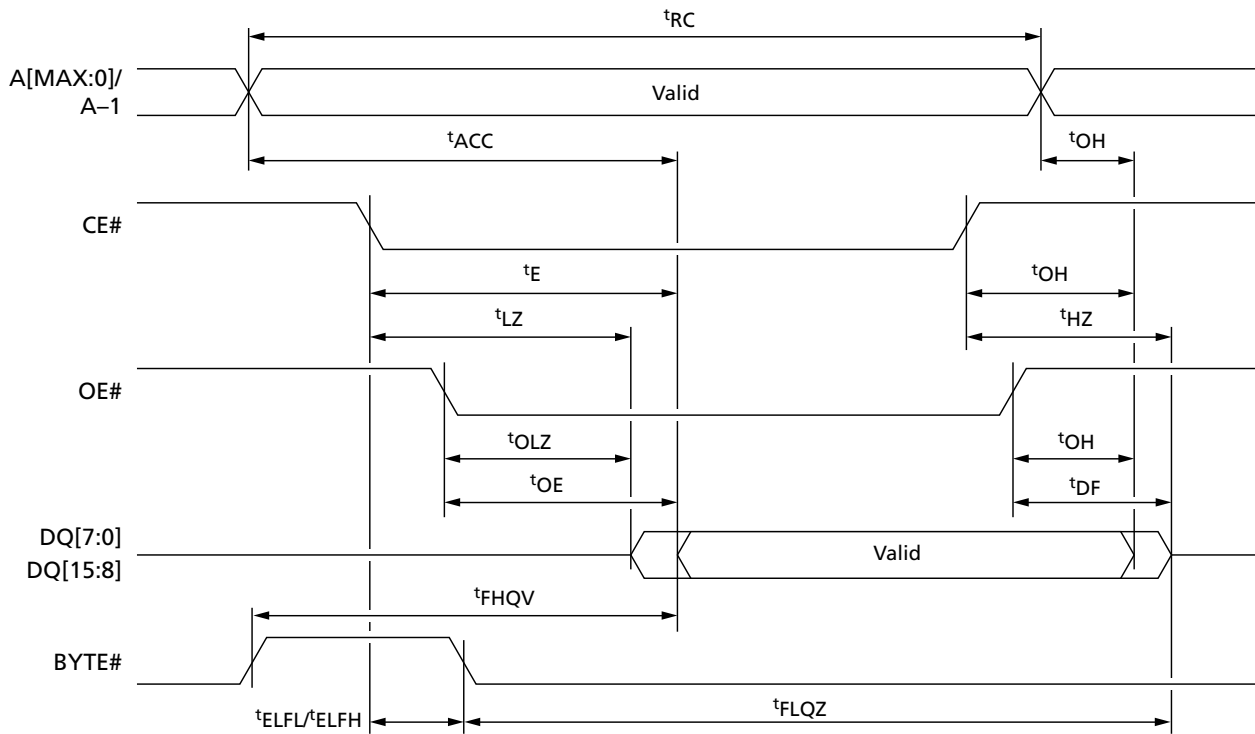 tRC
A[MAX:0]/
A–1
Valid
tACC
tOH
CE#
tE
tOH
tLZ
tHZ
OE#
tOLZ
tOH
tOE
tDF
DQ[7:0]
DQ[15:8]
Valid
tFHQV
BYTE#
tELFL/tELFH
tFLQZ